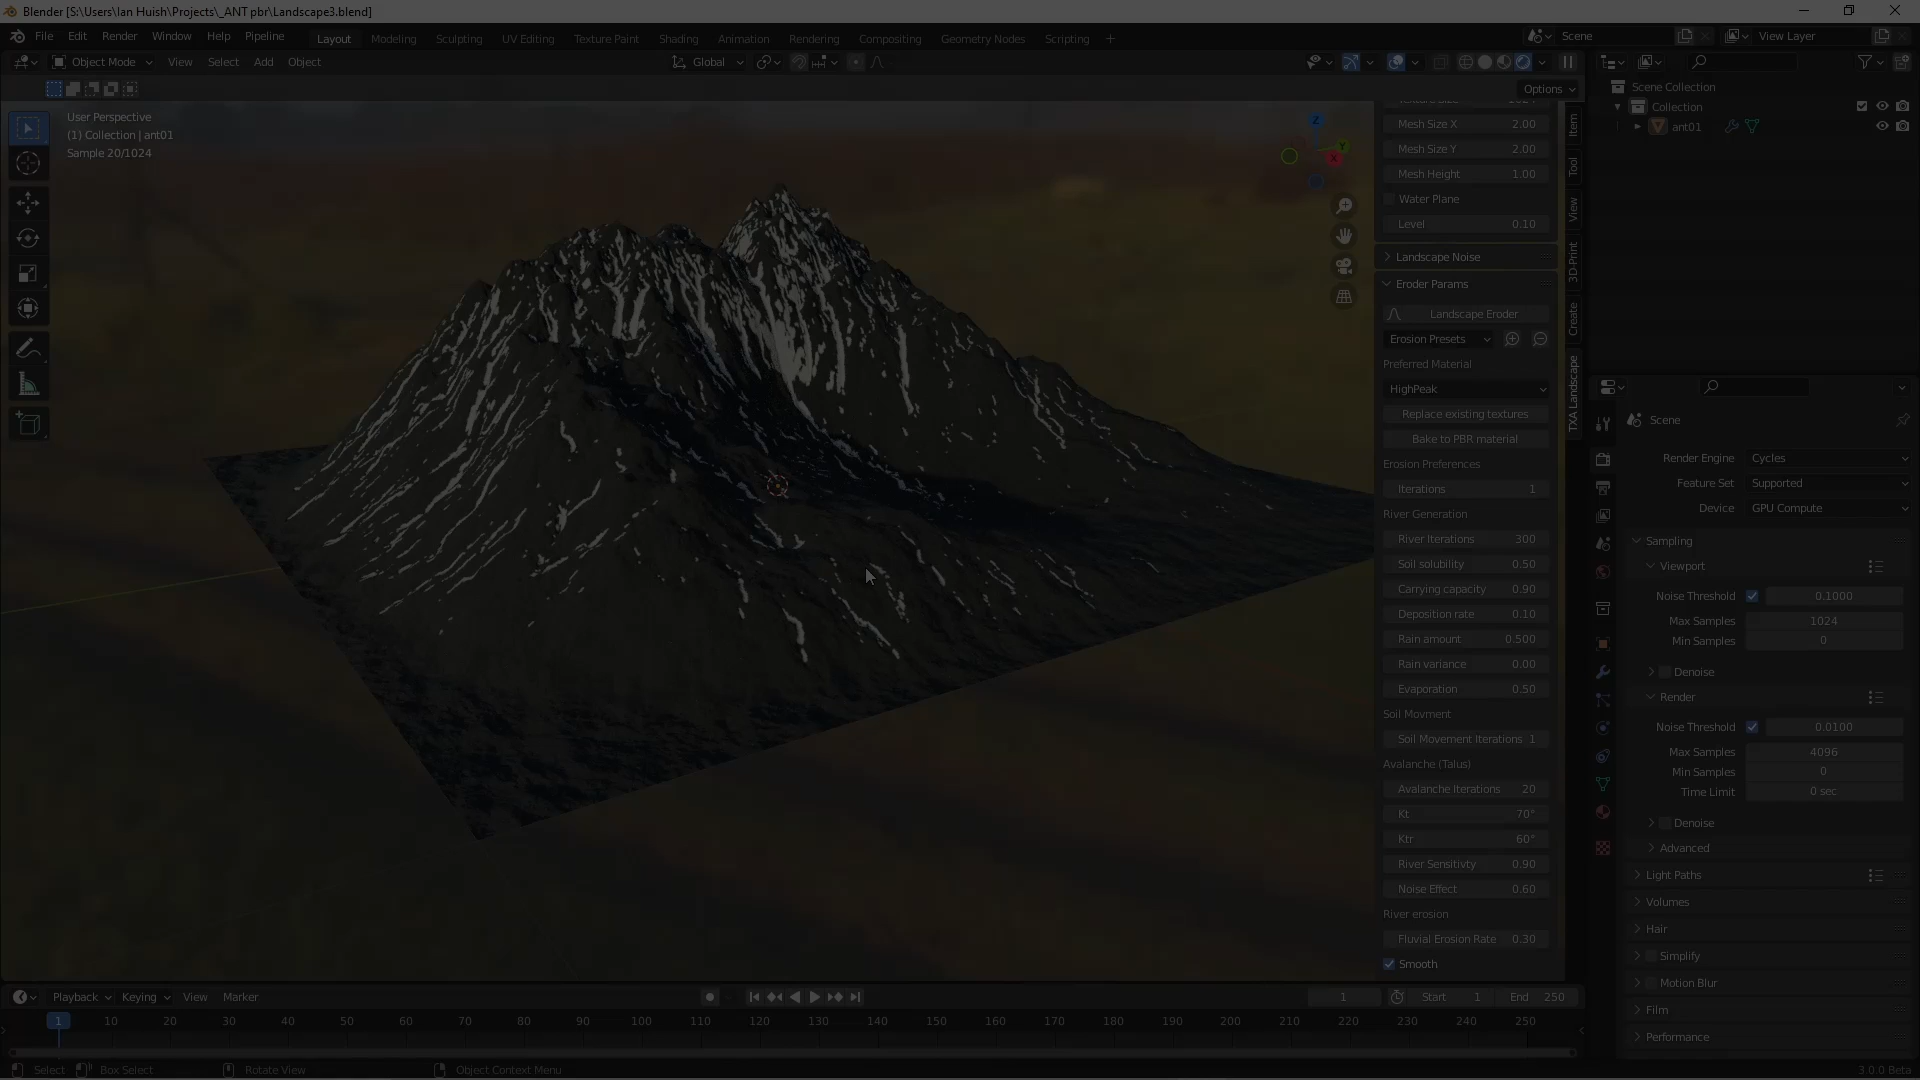 Blender [S:\Users\Ian Huish\Projects\_ANT pbr\Landscape3.blend]
File Edit Render Window Help Pipeline Layout Modeling Sculpting UV Editing Texture Paint Shading Animation Rendering Compositing Geometry Nodes Scripting + Scene View Layer
Object Mode View Select Add Object Global
Options
User Perspective
(1) Collection | ant01
Sample 20/1024
Z
Y
X
Mesh Size X 2.00
Mesh Size Y 2.00
Mesh Height 1.00
Water Plane
Level 0.10
Landscape Noise
Eroder Params
Landscape Eroder
Erosion Presets
Preferred Material
HighPeak
Replace existing textures
Bake to PBR material
Erosion Preferences
Iterations 1
River Generation
River Iterations 300
Soil solubility 0.50
Carrying capacity 0.90
Deposition rate 0.10
Rain amount 0.500
Rain variance 0.00
Evaporation 0.50
Soil Movment
Soil Movement Iterations 1
Avalanche (Talus)
Avalanche Iterations 20
Kt 70°
Ktr 60°
River Sensitivty 0.90
Noise Effect 0.60
River erosion
Fluvial Erosion Rate 0.30
Smooth
Item
Tool
View
3D-Print
Create
TXA Landscape
Scene Collection
Collection
ant01
Scene
Render Engine Cycles
Feature Set Supported
Device GPU Compute
Sampling
Viewport
Noise Threshold 0.1000
Max Samples 1024
Min Samples 0
Denoise
Render
Noise Threshold 0.0100
Max Samples 4096
Min Samples 0
Time Limit 0 sec
Denoise
Advanced
Light Paths
Volumes
Hair
Simplify
Motion Blur
Film
Performance
Playback Keying View Marker 1 Start 1 End 250
1 10 20 30 40 50 60 70 80 90 100 110 120 130 140 150 160 170 180 190 200 210 220 230 240 250
Select Box Select Rotate View Object Context Menu 3.0.0 Beta